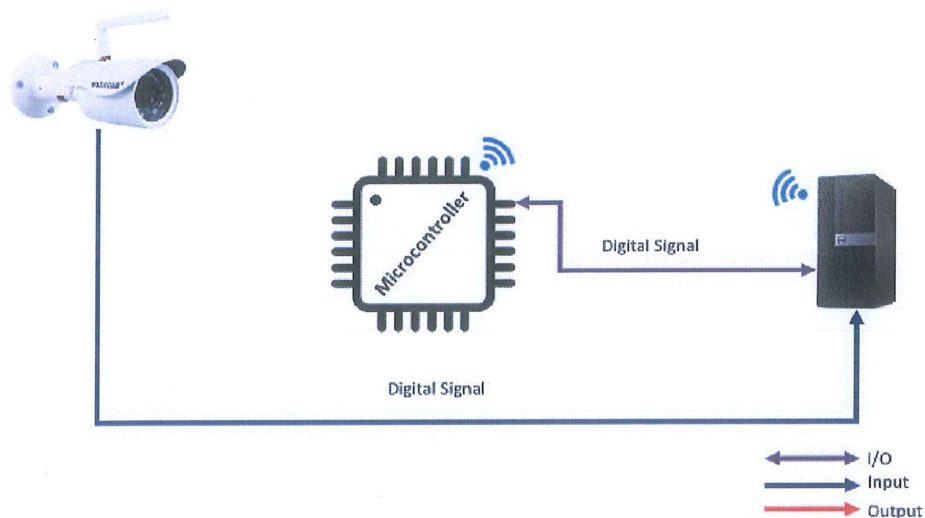 Microcontroller
Digital Signal
Digital Signal
I/O
Input
Output